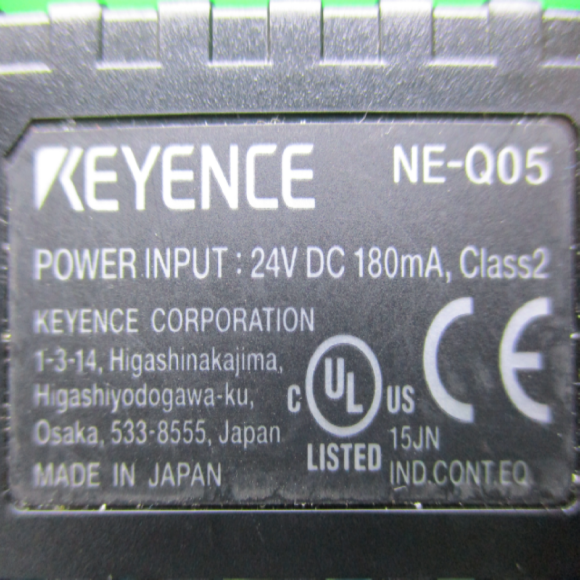 KEYENCE NE-Q05
POWER INPUT : 24V DC 180mA, Class2
KEYENCE CORPORATION
1-3-14, Higashinakajima,
Higashiyodogawa-ku,
Osaka, 533-8555, Japan
MADE IN JAPAN
C UL US
LISTED
15JN
IND.CONT.EQ
CE